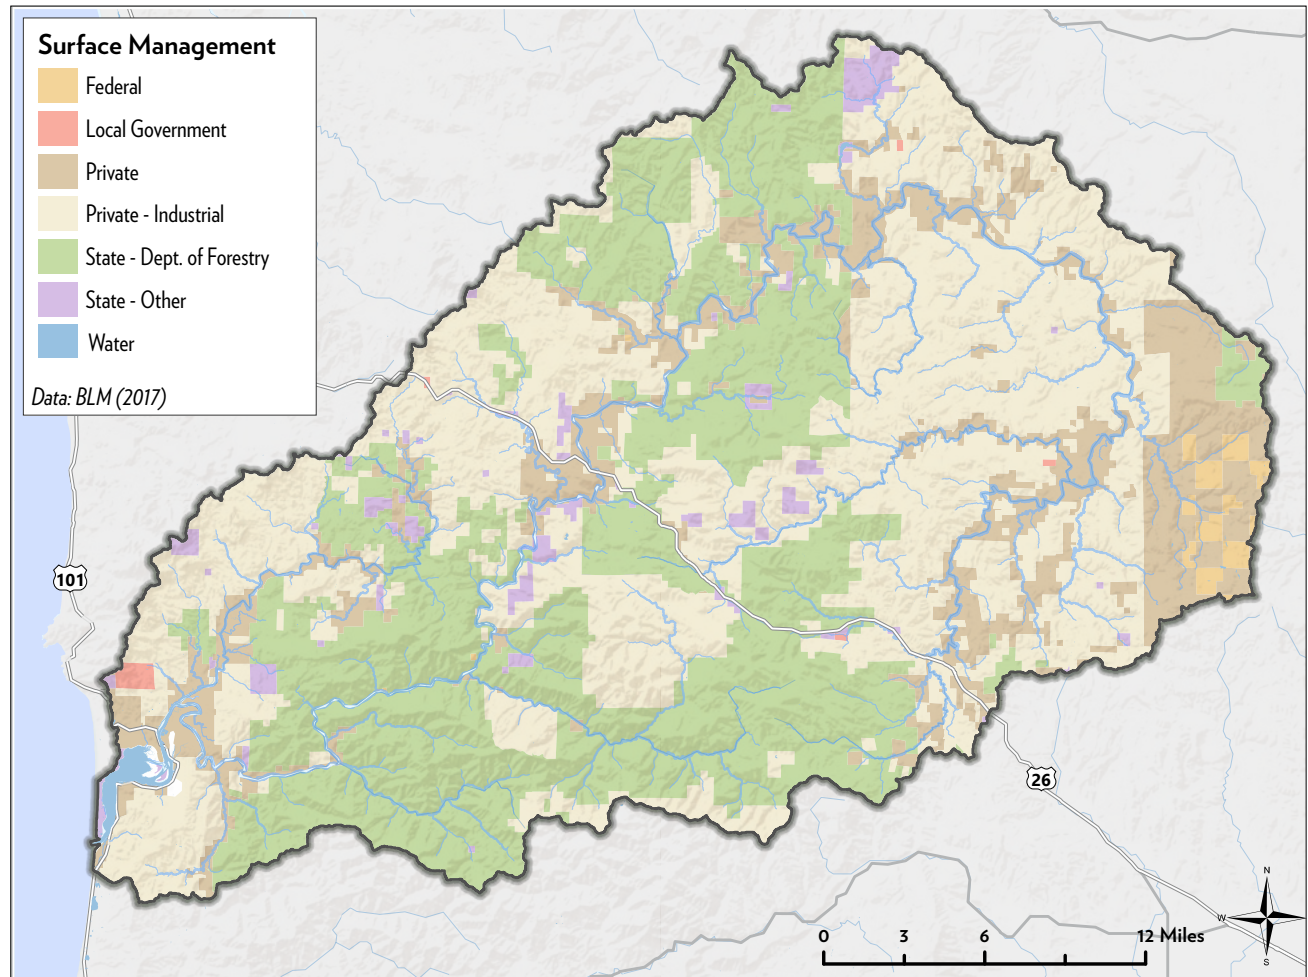 Surface Management
Federal
Local Government
Private
Private - Industrial
State - Dept. of Forestry
State - Other
Water
Data: BLM (2017)
101
26
0 3 6 12 Miles
N
W
S